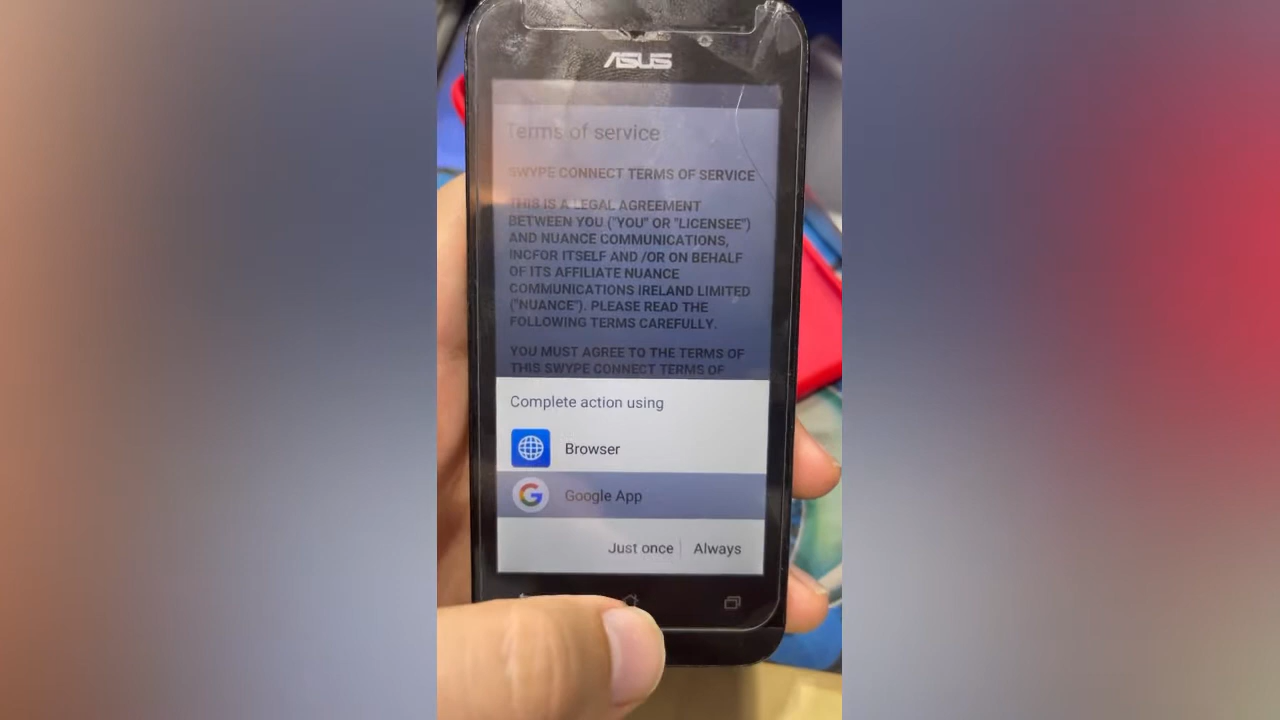 ASUS
Terms of service
SWYPE CONNECT TERMS OF SERVICE
THIS IS A LEGAL AGREEMENT
BETWEEN YOU ("YOU" OR "LICENSEE")
AND NUANCE COMMUNICATIONS,
INCFOR ITSELF AND /OR ON BEHALF
OF ITS AFFILIATE NUANCE
COMMUNICATIONS IRELAND LIMITED
("NUANCE"). PLEASE READ THE
FOLLOWING TERMS CAREFULLY.
YOU MUST AGREE TO THE TERMS OF
THIS SWYPE CONNECT TERMS OF
Complete action using
Browser
Google App
Just once Always